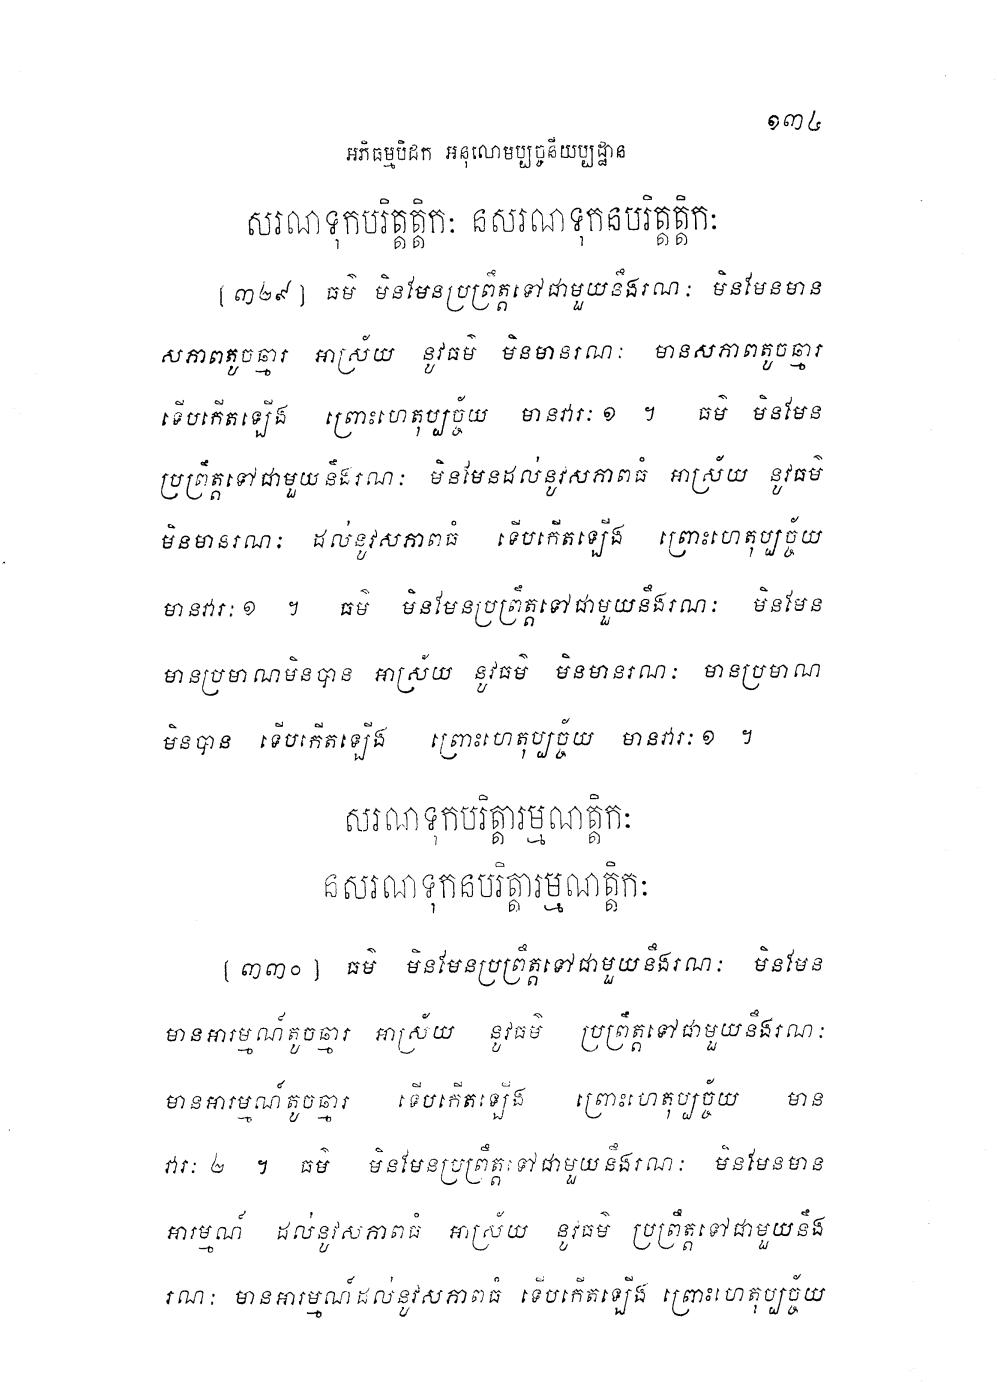 ១៣៤
អភិធម្មបិដក អនុលោមប្បច្ចនីយប្បដ្ឋាន
សរណទុកបរិត្តត្តិកៈ នសរណទុកនបរិត្តត្តិកៈ
(៣២៩) ធម៌ មិនមែនប្រព្រឹត្តទៅជាមួយនឹងរណៈ មិនមែនមាន
សភាពតូចឆ្មារ អាស្រ័យ នូវធម៌ មិនមានរណៈ មានសភាពតូចឆ្មារ
ទើបកើតឡើង ព្រោះហេតុប្បច្ច័យ មានវារៈ ១ ។ ធម៌ មិនមែន
ប្រព្រឹត្តទៅជាមួយនឹងរណៈ មិនមែនដល់នូវសភាពធំ អាស្រ័យ នូវធម៌
មិនមានរណៈ ដល់នូវសភាពធំ ទើបកើតឡើង ព្រោះហេតុប្បច្ច័យ
មានវារៈ ១ ។ ធម៌ មិនមែនប្រព្រឹត្តទៅជាមួយនឹងរណៈ មិនមែន
មានប្រមាណមិនបាន អាស្រ័យ នូវធម៌ មិនមានរណៈ មានប្រមាណ
មិនបាន ទើបកើតឡើង ព្រោះហេតុប្បច្ច័យ មានវារៈ ១ ។
សរណទុកបរិត្តារម្មណត្តិកៈ
នសរណទុកនបរិត្តារម្មណត្តិកៈ
(៣៣០) ធម៌ មិនមែនប្រព្រឹត្តទៅជាមួយនឹងរណៈ មិនមែន
មានអារម្មណ៍តូចឆ្មារ អាស្រ័យ នូវធម៌ ប្រព្រឹត្តទៅជាមួយនឹងរណៈ
មានអារម្មណ៍តូចឆ្មារ ទើបកើតឡើង ព្រោះហេតុប្បច្ច័យ មាន
វារៈ ២ ។ ធម៌ មិនមែនប្រព្រឹត្តទៅជាមួយនឹងរណៈ មិនមែនមាន
អារម្មណ៍ ដល់នូវសភាពធំ អាស្រ័យ នូវធម៌ ប្រព្រឹត្តទៅជាមួយនឹង
រណៈ មានអារម្មណ៍ដល់នូវសភាពធំ ទើបកើតឡើង ព្រោះហេតុប្បច្ច័យ